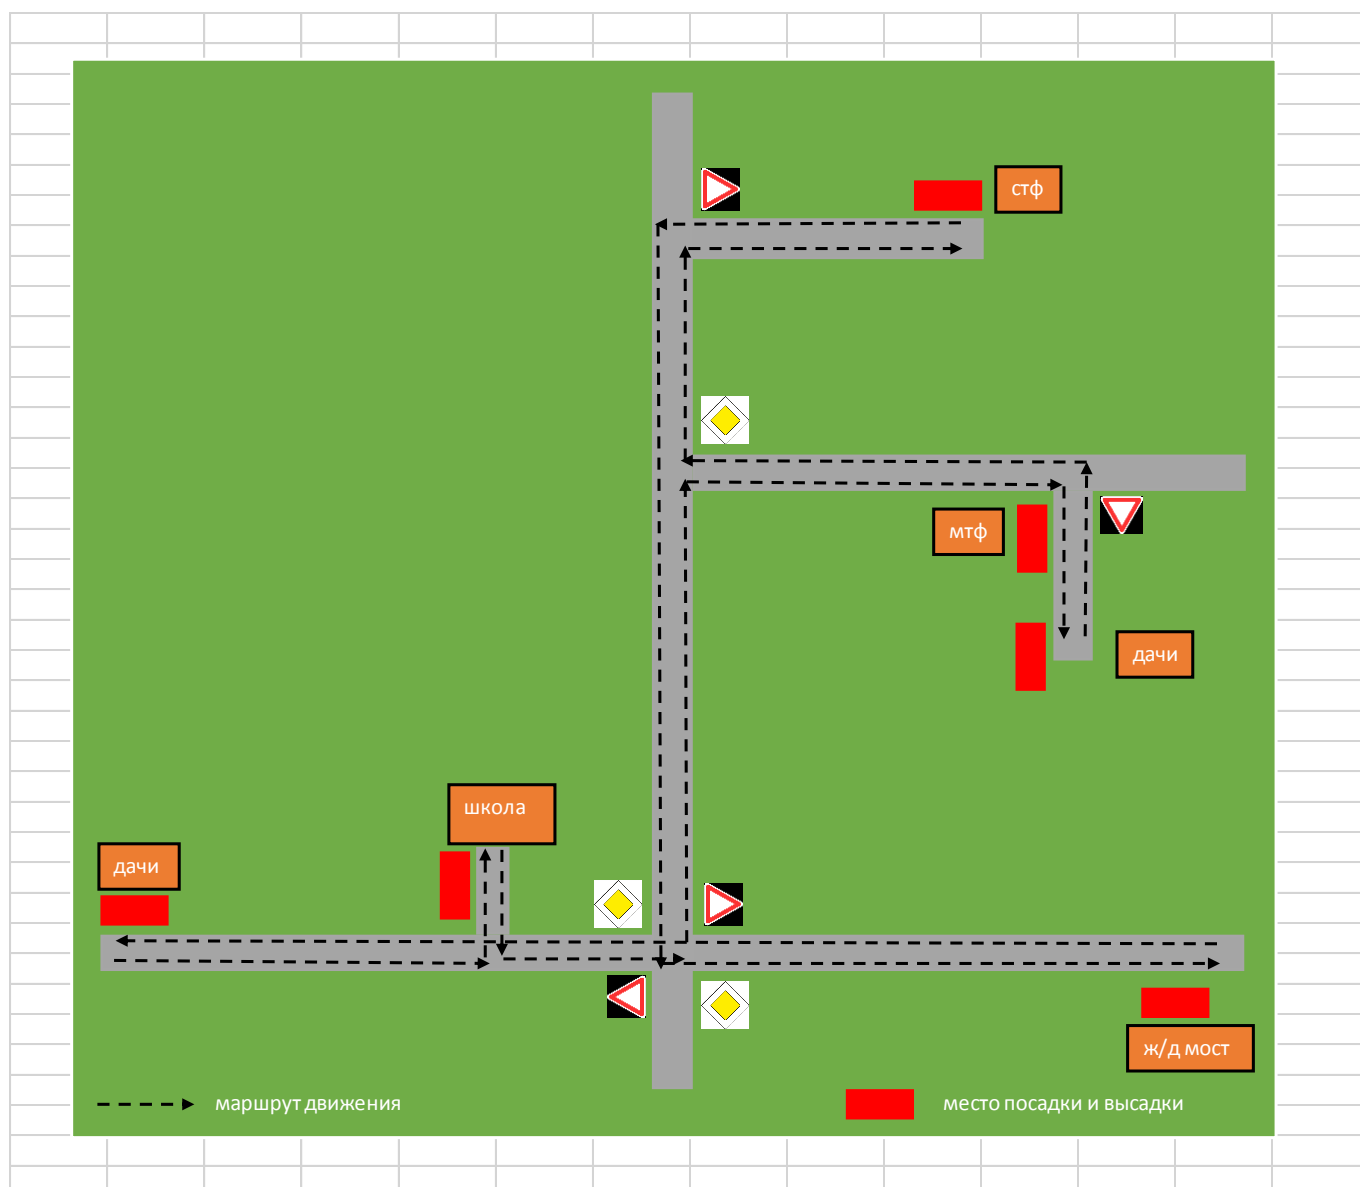 стф
мтф
дачи
школа
дачи
ж/д мост
маршрут движения
место посадки и высадки